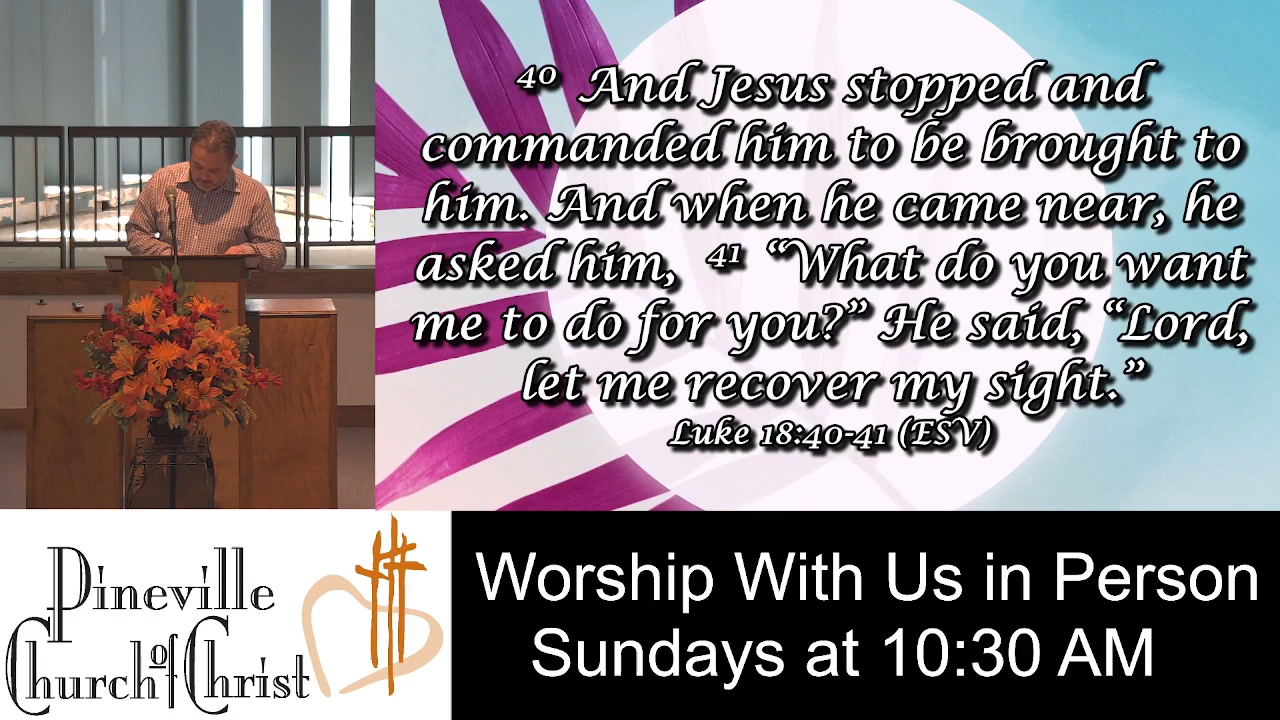 40 And Jesus stopped and
commanded him to be brought to
him. And when he came near, he
asked him, 41 “What do you want
me to do for you?” He said, “Lord,
let me recover my sight.”
Luke 18:40-41 (ESV)
Pineville
Church of Christ
Worship With Us in Person
Sundays at 10:30 AM